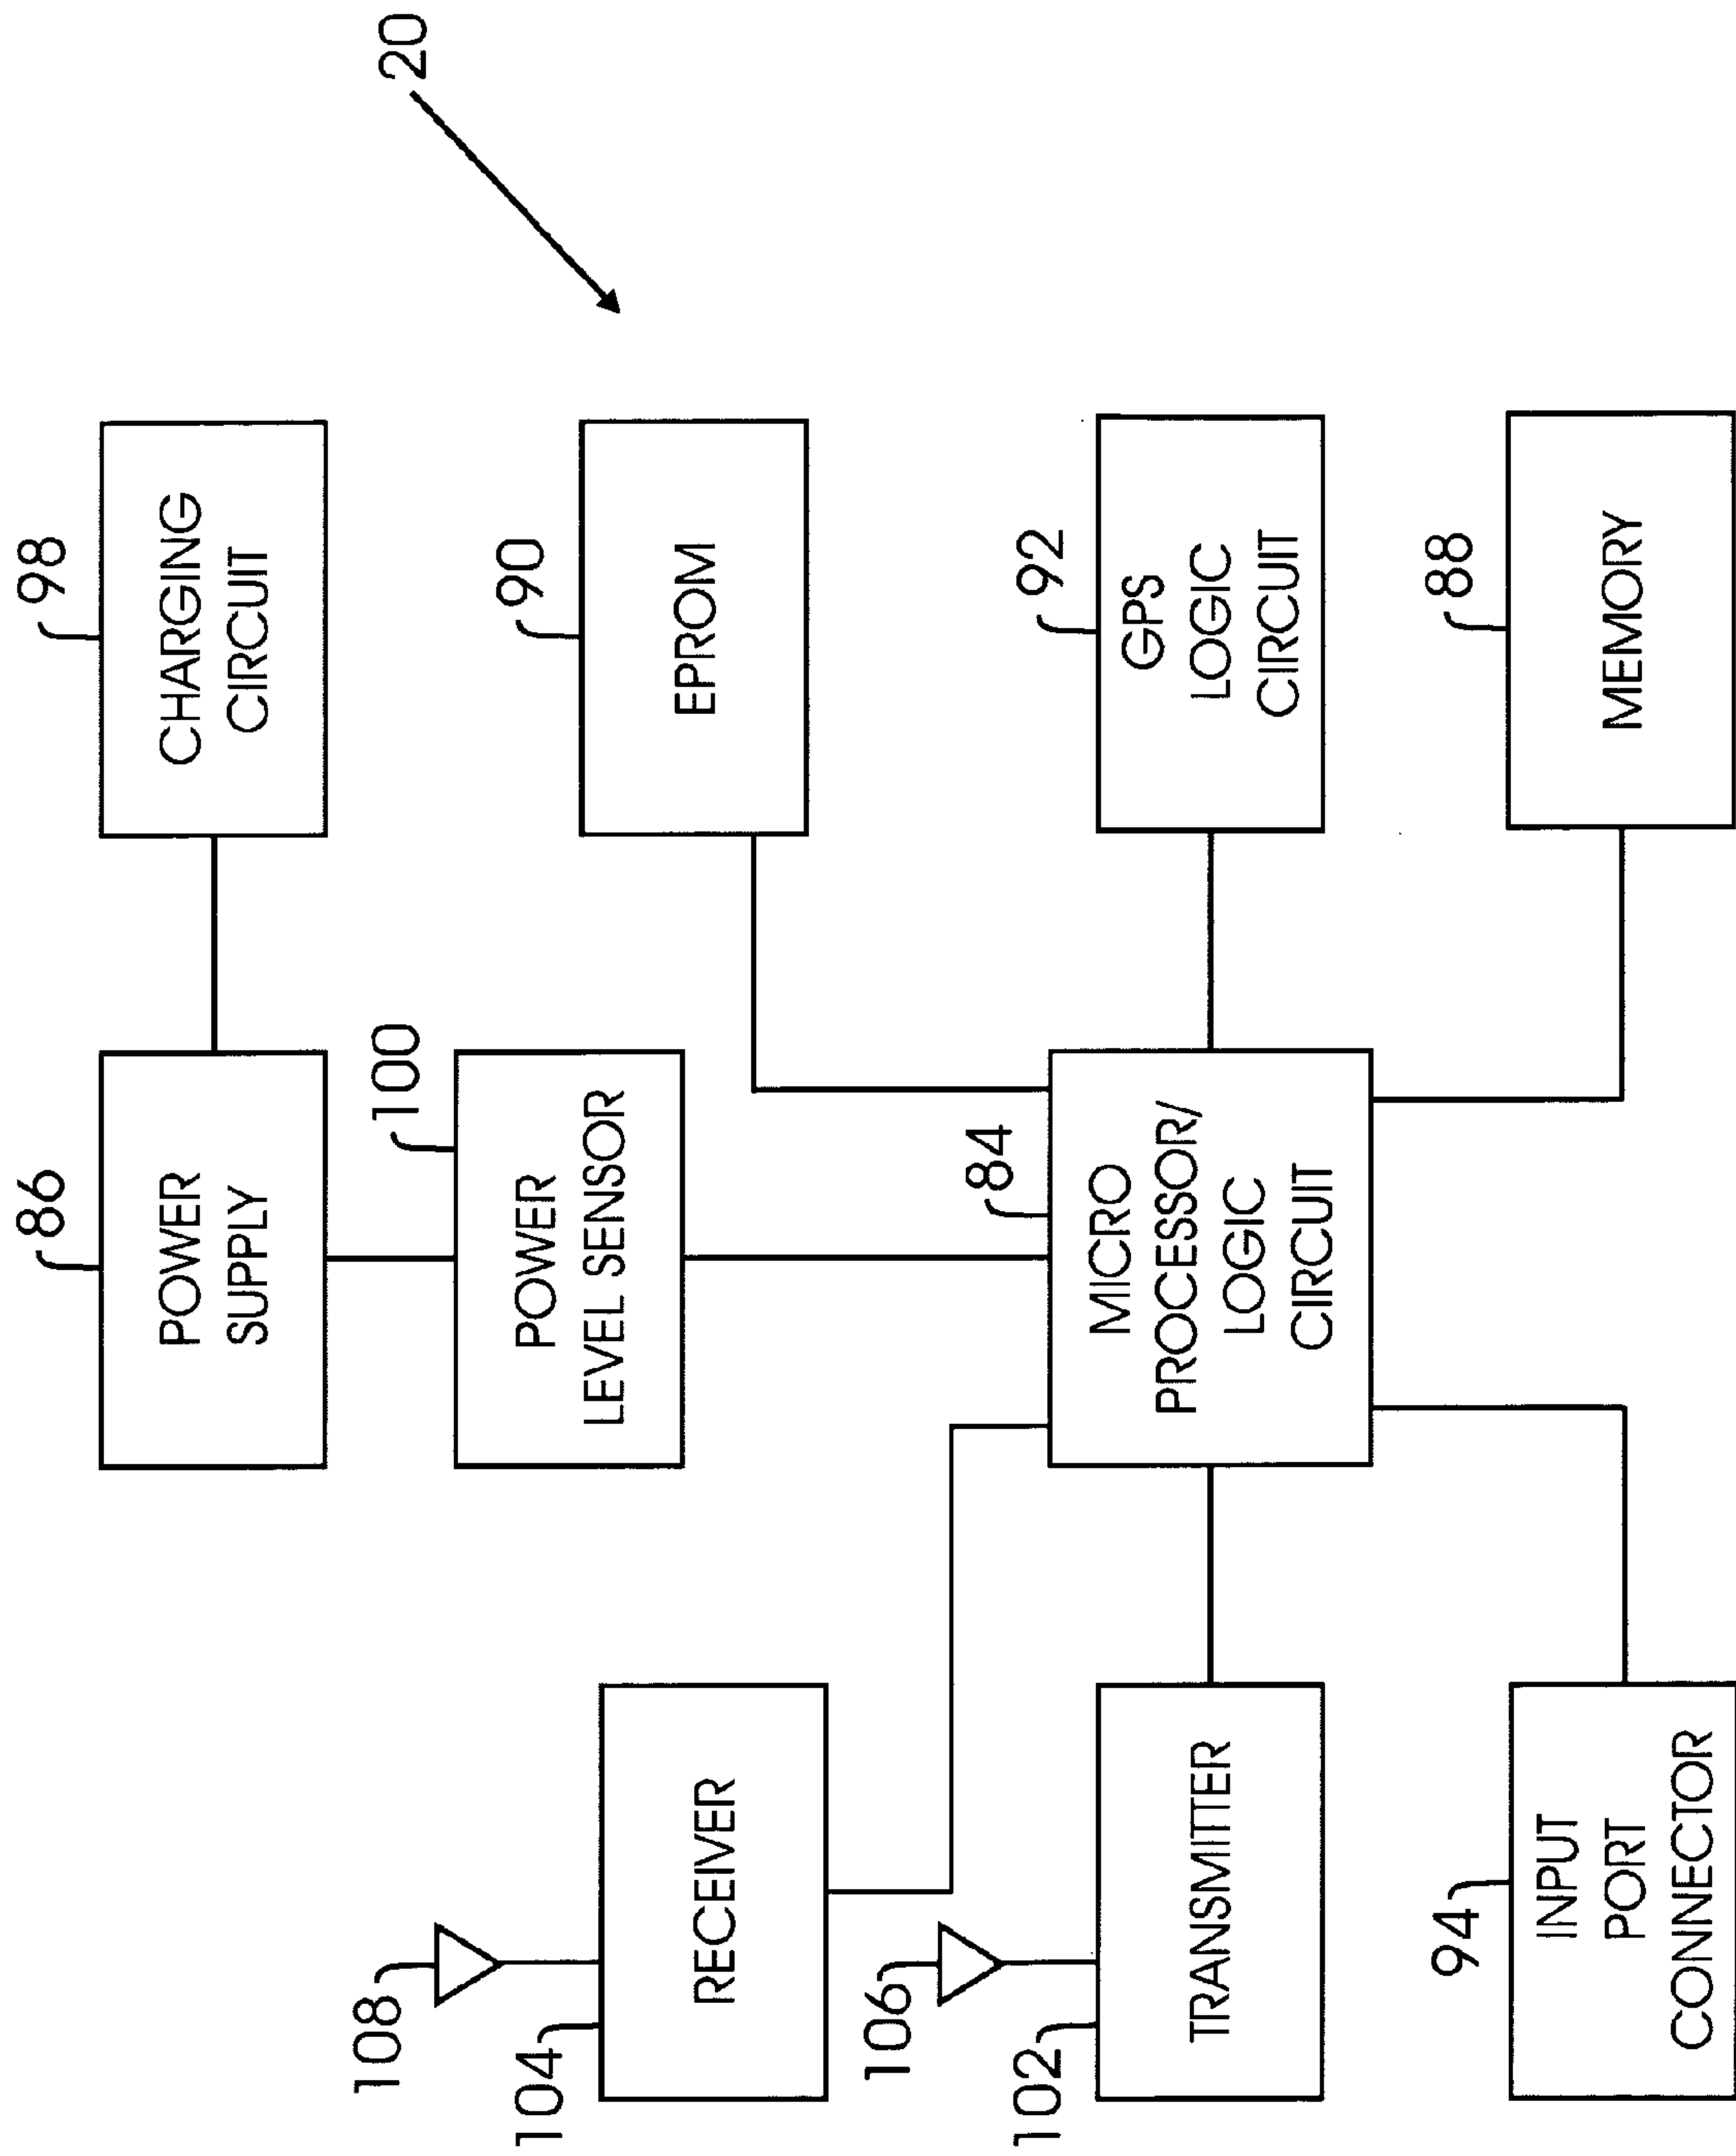 20
98
CHARGING
CIRCUIT
86
POWER
SUPPLY
100
POWER
LEVEL SENSOR
90
EPROM
108
104
RECEIVER
84
MICRO
PROCESSOR/
LOGIC
CIRCUIT
92
GPS
LOGIC
CIRCUIT
106
102
TRANSMITTER
88
MEMORY
94
INPUT
PORT
CONNECTOR